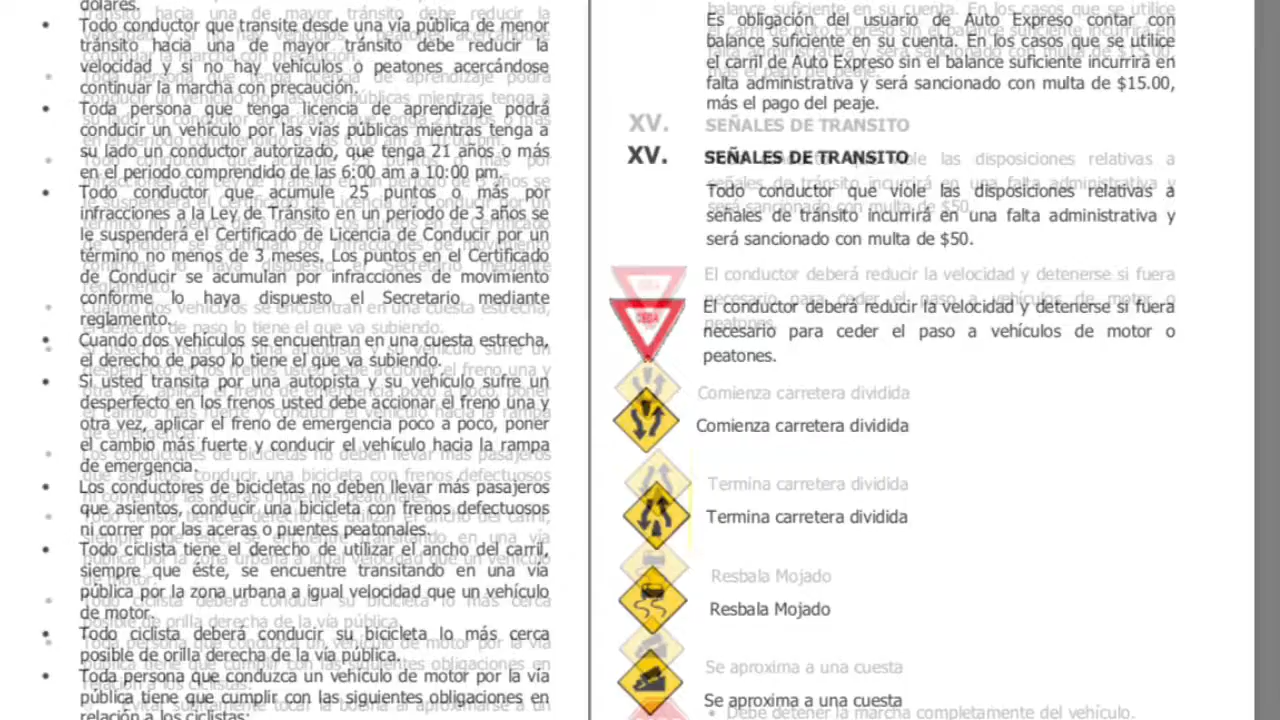 dólares.
Todo conductor que transite desde una vía pública de menor
tránsito hacia una de mayor tránsito debe reducir la
velocidad y si no hay vehículos o peatones acercándose
continuar la marcha con precaución.
Toda persona que tenga licencia de aprendizaje podrá
conducir un vehículo por las vías públicas mientras tenga a
su lado un conductor autorizado, que tenga 21 años o más
en el periodo comprendido de las 6:00 am a 10:00 pm.
Todo conductor que acumule 25 puntos o más por
infracciones a la Ley de Tránsito en un periodo de 3 años se
le suspenderá el Certificado de Licencia de Conducir por un
término no menos de 3 meses. Los puntos en el Certificado
de Conducir se acumulan por infracciones de movimiento
conforme lo haya dispuesto el Secretario mediante
reglamento.
Cuando dos vehículos se encuentran en una cuesta estrecha,
el derecho de paso lo tiene el que va subiendo.
Si usted transita por una autopista y su vehículo sufre un
desperfecto en los frenos usted debe accionar el freno una y
otra vez, aplicar el freno de emergencia poco a poco, poner
el cambio más fuerte y conducir el vehículo hacia la rampa
de emergencia.
Los conductores de bicicletas no deben llevar más pasajeros
que asientos, conducir una bicicleta con frenos defectuosos
ni correr por las aceras o puentes peatonales.
Todo ciclista tiene el derecho de utilizar el ancho del carril,
siempre que éste, se encuentre transitando en una vía
pública por la zona urbana a igual velocidad que un vehículo
de motor.
Todo ciclista deberá conducir su bicicleta lo más cerca
posible de orilla derecha de la vía pública.
Toda persona que conduzca un vehículo de motor por la vía
pública tiene que cumplir con las siguientes obligaciones en
relación a los ciclistas:
Es obligación del usuario de Auto Expreso contar con
balance suficiente en su cuenta. En los casos que se utilice
el carril de Auto Expreso sin el balance suficiente incurrirá en
falta administrativa y será sancionado con multa de $15.00,
más el pago del peaje.
XV. SEÑALES DE TRANSITO
XV. SEÑALES DE TRANSITO
Todo conductor que viole las disposiciones relativas a
señales de tránsito incurrirá en una falta administrativa y
será sancionado con multa de $50.
El conductor deberá reducir la velocidad y detenerse si fuera
CEDA
El conductor deberá reducir la velocidad y detenerse si fuera
necesario para ceder el paso a vehículos de motor o
peatones.
Comienza carretera dividida
Comienza carretera dividida
Termina carretera dividida
Termina carretera dividida
Resbala Mojado
Resbala Mojado
Se aproxima a una cuesta
Se aproxima a una cuesta
Debe detener la marcha completamente del vehículo.